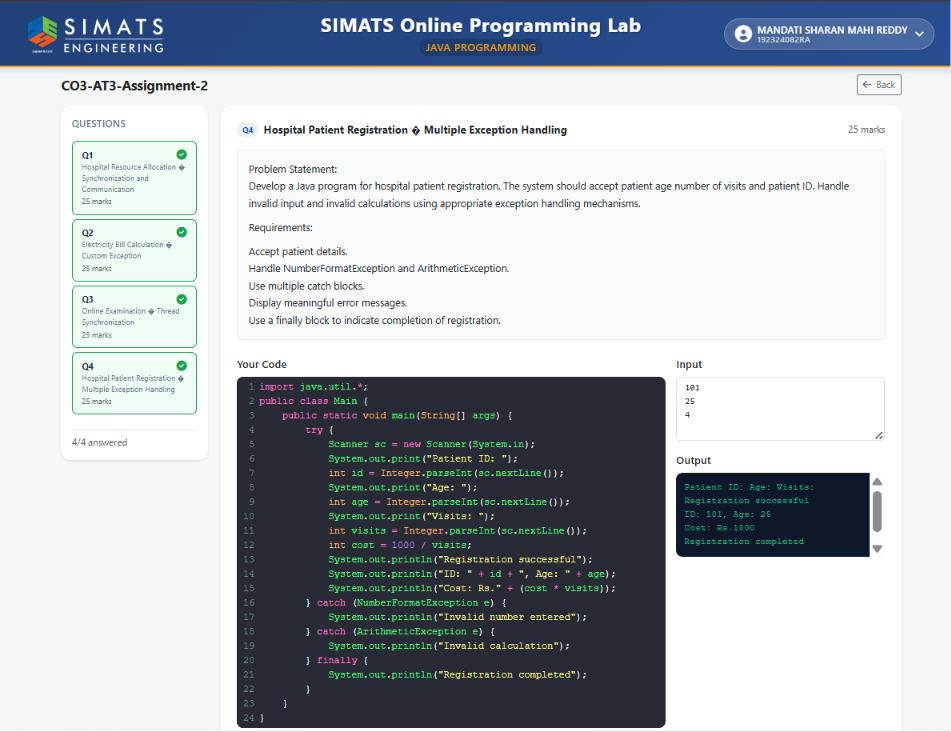 SIMATS
ENGINEERING
SIMATS Online Programming Lab
JAVA PROGRAMMING
MANDATI SHARAN MAHI REDDY
192324082RA
CO3-AT3-Assignment-2
← Back
QUESTIONS
Q1
Hospital Resource Allocation �
Synchronization and
Communication
25 marks
Q2
Electricity Bill Calculation �
Custom Exception
25 marks
Q3
Online Examination � Thread
Synchronization
25 marks
Q4
Hospital Patient Registration �
Multiple Exception Handling
25 marks
4/4 answered
Q4 Hospital Patient Registration � Multiple Exception Handling
25 marks
Problem Statement:
Develop a Java program for hospital patient registration. The system should accept patient age number of visits and patient ID. Handle
invalid input and invalid calculations using appropriate exception handling mechanisms.
Requirements:
Accept patient details.
Handle NumberFormatException and ArithmeticException.
Use multiple catch blocks.
Display meaningful error messages.
Use a finally block to indicate completion of registration.
Your Code
1 import java.util.*;
2 public class Main {
3     public static void main(String[] args) {
4         try {
5             Scanner sc = new Scanner(System.in);
6             System.out.print("Patient ID: ");
7             int id = Integer.parseInt(sc.nextLine());
8             System.out.print("Age: ");
9             int age = Integer.parseInt(sc.nextLine());
10             System.out.print("Visits: ");
11             int visits = Integer.parseInt(sc.nextLine());
12             int cost = 1000 / visits;
13             System.out.println("Registration successful");
14             System.out.println("ID: " + id + ", Age: " + age);
15             System.out.println("Cost: Rs." + (cost * visits));
16         } catch (NumberFormatException e) {
17             System.out.println("Invalid number entered");
18         } catch (ArithmeticException e) {
19             System.out.println("Invalid calculation");
20         } finally {
21             System.out.println("Registration completed");
22         }
23     }
24 }
Input
101
25
4
Output
Patient ID: Age: Visits:
Registration successful
ID: 101, Age: 25
Cost: Rs.1000
Registration completed